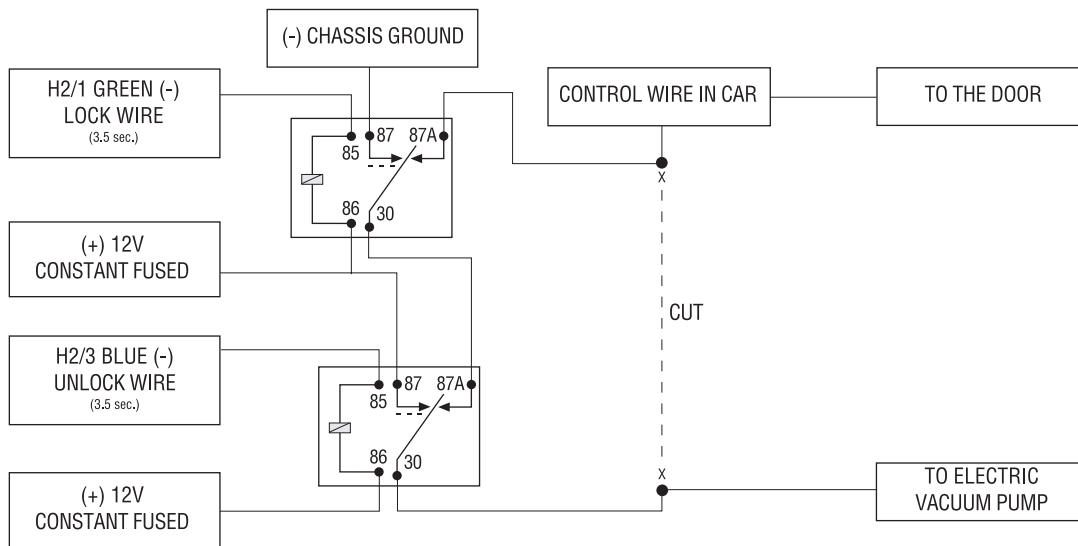 (-) CHASSIS GROUND
H2/1 GREEN (-)
LOCK WIRE
(3.5 sec.)
CONTROL WIRE IN CAR
TO THE DOOR
87
87A
85
86
30
X
(+) 12V
CONSTANT FUSED
CUT
H2/3 BLUE (-)
UNLOCK WIRE
(3.5 sec.)
87
87A
85
86
30
X
(+) 12V
CONSTANT FUSED
TO ELECTRIC
VACUUM PUMP